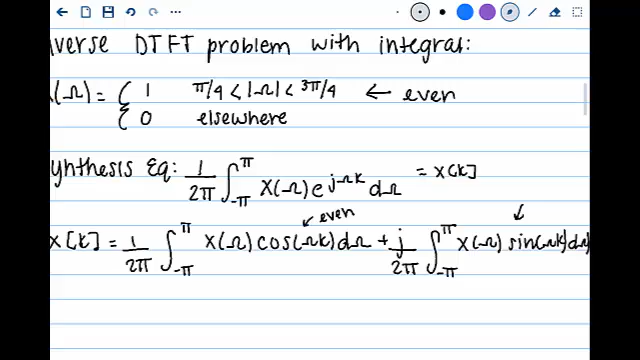 verse DTFT problem with integral:
(Ω) = { 1 π/4 < |Ω| < 3π/4 ← even
{ 0 elsewhere
ynthesis Eq: 1/2π ∫_{-π}^{π} X(Ω) e^{jΩk} dΩ = x[k]
even
x[k] = 1/2π ∫_{-π}^{π} X(Ω) cos(Ωk) dΩ + j/2π ∫_{-π}^{π} X(Ω) sin(Ωk) dΩ